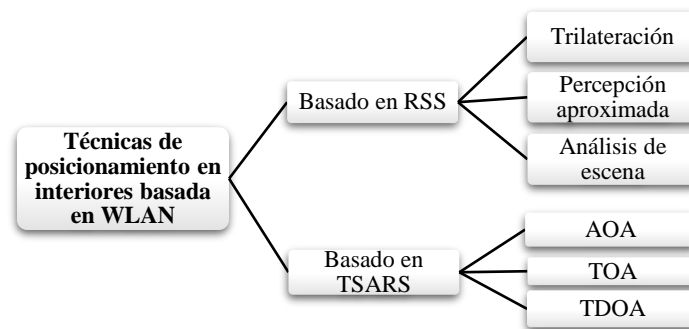 Técnicas de
posicionamiento en
interiores basada
en WLAN
Basado en RSS
Trilateración
Percepción
aproximada
Análisis de
escena
Basado en
TSARS
AOA
TOA
TDOA